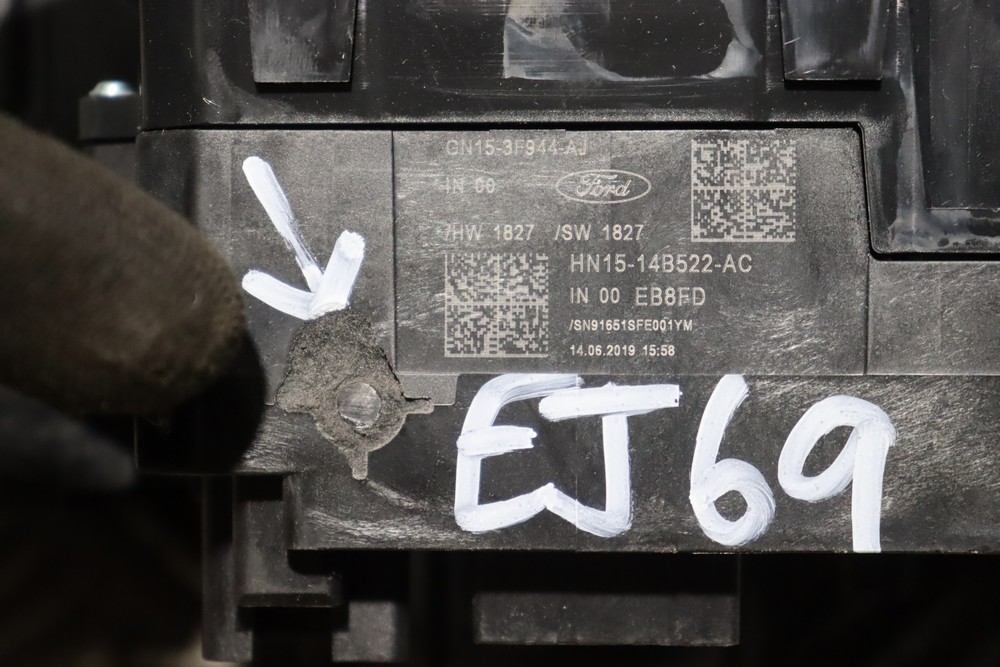 GN15-3F944-AJ
IN 00
Ford
/HW 1827 /SW 1827
HN15-14B522-AC
IN 00 EB8FD
/SN91651SFE001YM
14.06.2019 15:58
EJ69